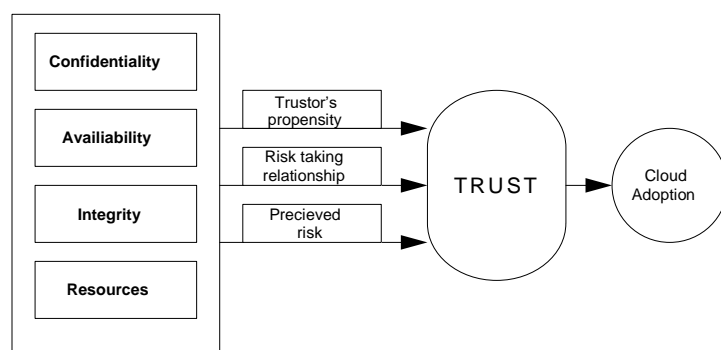 Confidentiality
Availiability
Integrity
Resources
Trustor's
propensity
Risk taking
relationship
Precieved
risk
TRUST
Cloud
Adoption